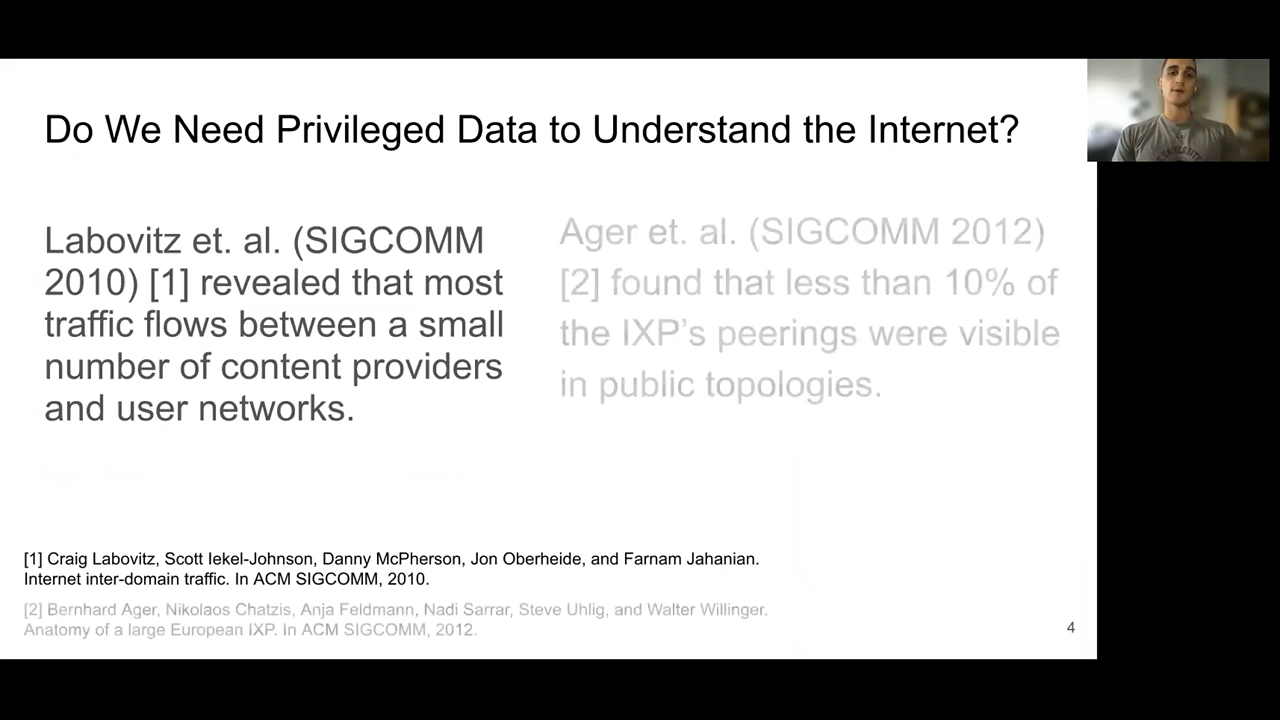 Do We Need Privileged Data to Understand the Internet?
Labovitz et. al. (SIGCOMM
2010) [1] revealed that most
traffic flows between a small
number of content providers
and user networks.
Ager et. al. (SIGCOMM 2012)
[2] found that less than 10% of
the IXP's peerings were visible
in public topologies.
[1] Craig Labovitz, Scott Iekel-Johnson, Danny McPherson, Jon Oberheide, and Farnam Jahanian.
Internet inter-domain traffic. In ACM SIGCOMM, 2010.
[2] Bernhard Ager, Nikolaos Chatzis, Anja Feldmann, Nadi Sarrar, Steve Uhlig, and Walter Willinger.
Anatomy of a large European IXP. In ACM SIGCOMM, 2012.
4